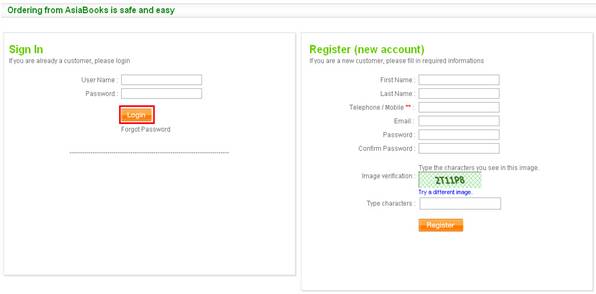 Ordering from AsiaBooks is safe and easy
Sign In
If you are already a customer, please login
User Name :
Password :
Login
Forgot Password
Register (new account)
If you are a new customer, please fill in required informations
First Name :
Last Name :
Telephone / Mobile ** :
Email :
Password :
Confirm Password :
Type the characters you see in this image.
Image verification :
2T11PB
Try a different image.
Type characters :
Register